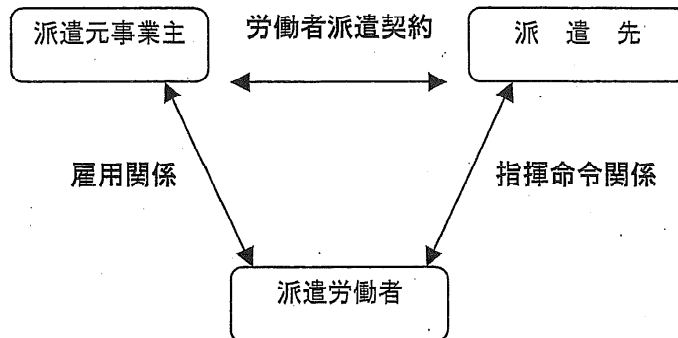 派遣元事業主
労働者派遣契約
派遣先
雇用関係
指揮命令関係
派遣労働者